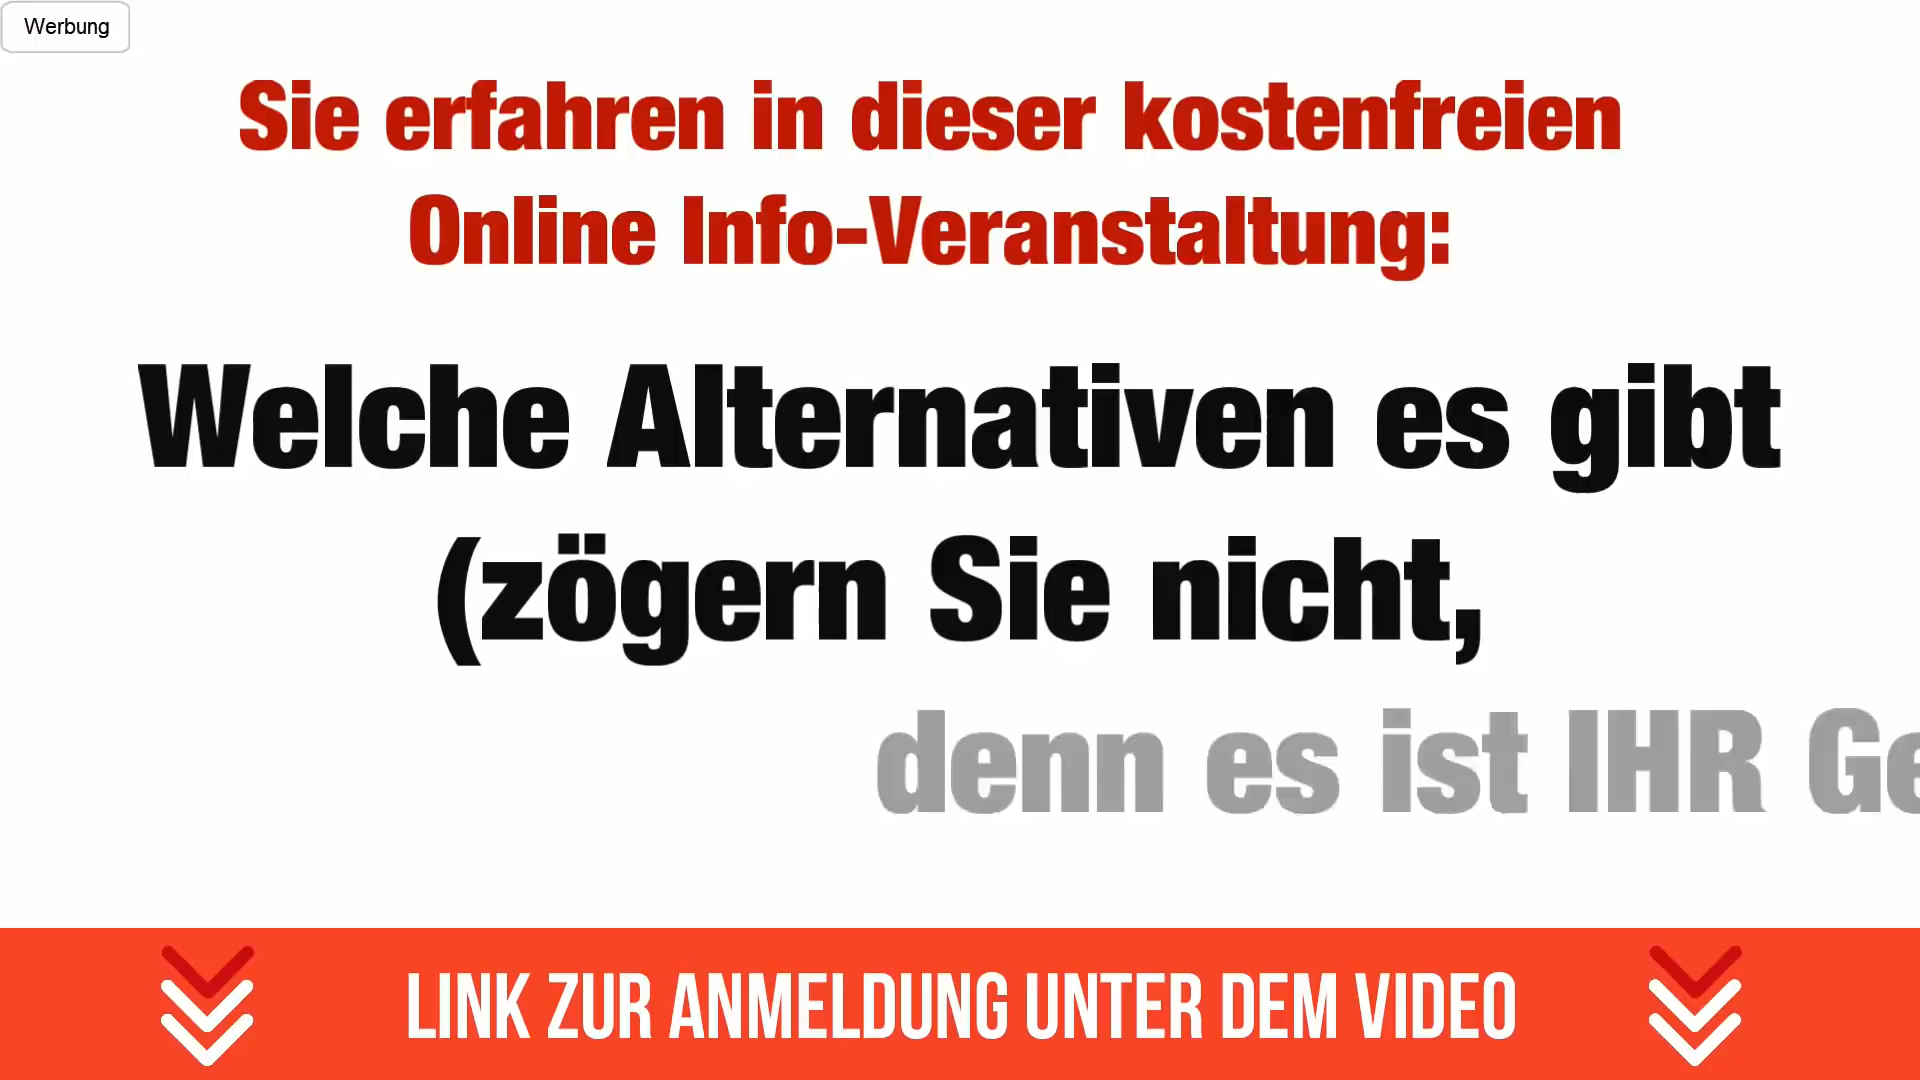 Werbung
Sie erfahren in dieser kostenfreien
Online Info-Veranstaltung:
Welche Alternativen es gibt
(zögern Sie nicht,
denn es ist IHR Ge
LINK ZUR ANMELDUNG UNTER DEM VIDEO